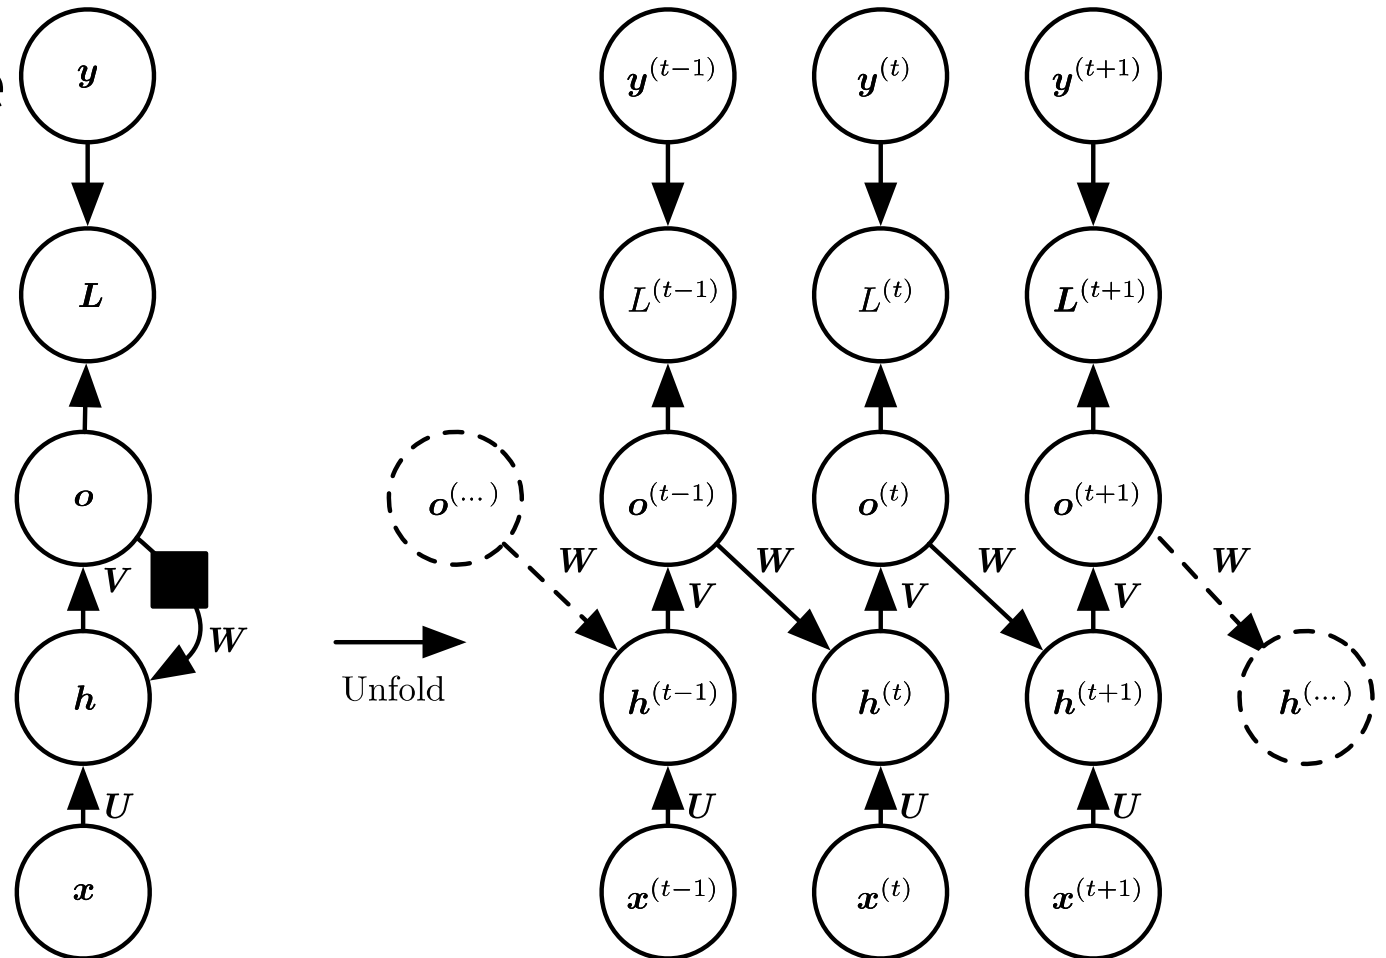 y y^(t−1) y^(t) y^(t+1)
L L^(t−1) L^(t) L^(t+1)
o o^(...) o^(t−1) o^(t) o^(t+1)
W W W W
V V V V
W
Unfold
h h^(t−1) h^(t) h^(t+1) h^(...)
U U U U
x x^(t−1) x^(t) x^(t+1)